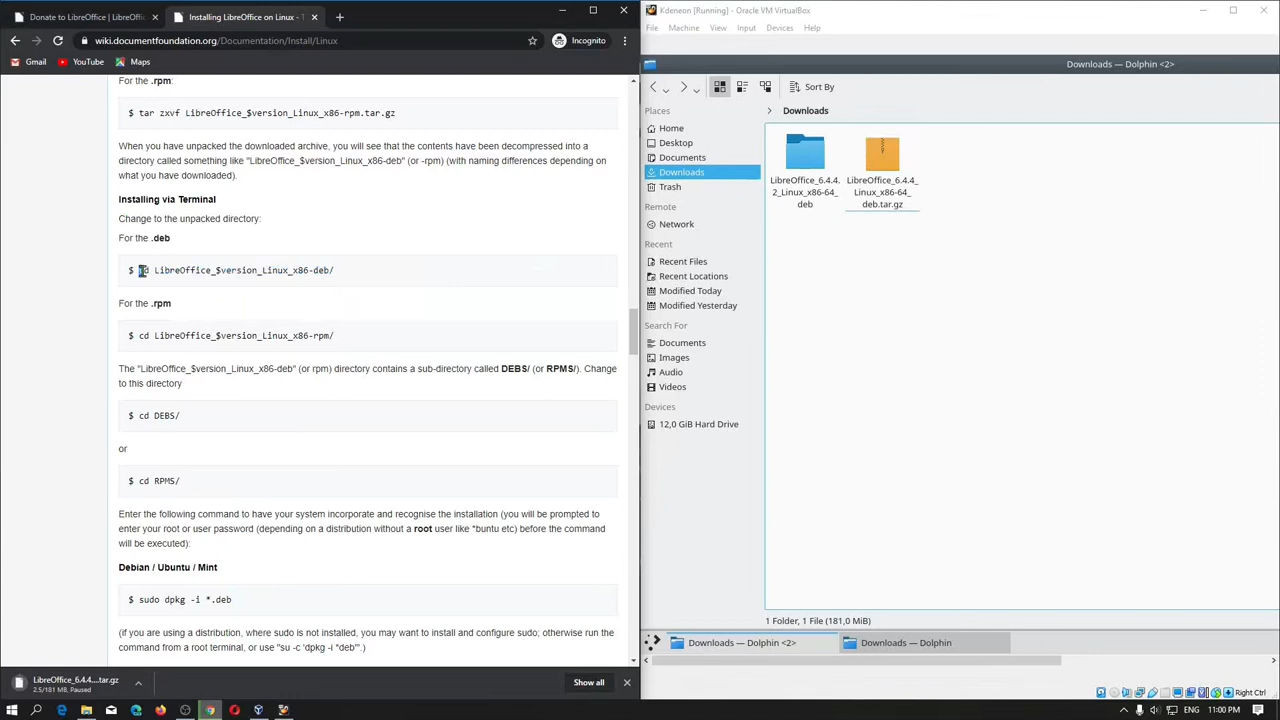 Donate to LibreOffice | LibreOffi
Installing LibreOffice on Linux - T
wiki.documentfoundation.org/Documentation/Install/Linux
Incognito
Gmail
YouTube
Maps
For the .rpm:
$ tar zxvf LibreOffice_$version_Linux_x86-rpm.tar.gz
When you have unpacked the downloaded archive, you will see that the contents have been decompressed into a
directory called something like "LibreOffice_$version_Linux_x86-deb" (or -rpm) (with naming differences depending on
what you have downloaded).
Installing via Terminal
Change to the unpacked directory:
For the .deb
$ cd LibreOffice_$version_Linux_x86-deb/
For the .rpm
$ cd LibreOffice_$version_Linux_x86-rpm/
The "LibreOffice_$version_Linux_x86-deb" (or rpm) directory contains a sub-directory called DEBS/ (or RPMS/). Change
to this directory
$ cd DEBS/
or
$ cd RPMS/
Enter the following command to have your system incorporate and recognise the installation (you will be prompted to
enter your root or user password (depending on a distribution without a root user like *buntu etc) before the command
will be executed):
Debian / Ubuntu / Mint
$ sudo dpkg -i *.deb
(if you are using a distribution, where sudo is not installed, you may want to install and configure sudo; otherwise run the
command from a root terminal, or use "su -c 'dpkg -i *deb'".)
LibreOffice_6.4.4....tar.gz
2.5/181 MB, Paused
Show all
Kdeneon [Running] - Oracle VM VirtualBox
File Machine View Input Devices Help
Downloads — Dolphin <2>
Sort By
Places
Home
Desktop
Documents
Downloads
Trash
Remote
Network
Recent
Recent Files
Recent Locations
Modified Today
Modified Yesterday
Search For
Documents
Images
Audio
Videos
Devices
12,0 GiB Hard Drive
Downloads
LibreOffice_6.4.4.
2_Linux_x86-64_
deb
LibreOffice_6.4.4_
Linux_x86-64_
deb.tar.gz
1 Folder, 1 File (181,0 MiB)
Downloads — Dolphin <2>
Downloads — Dolphin
Right Ctrl
ENG
11:00 PM